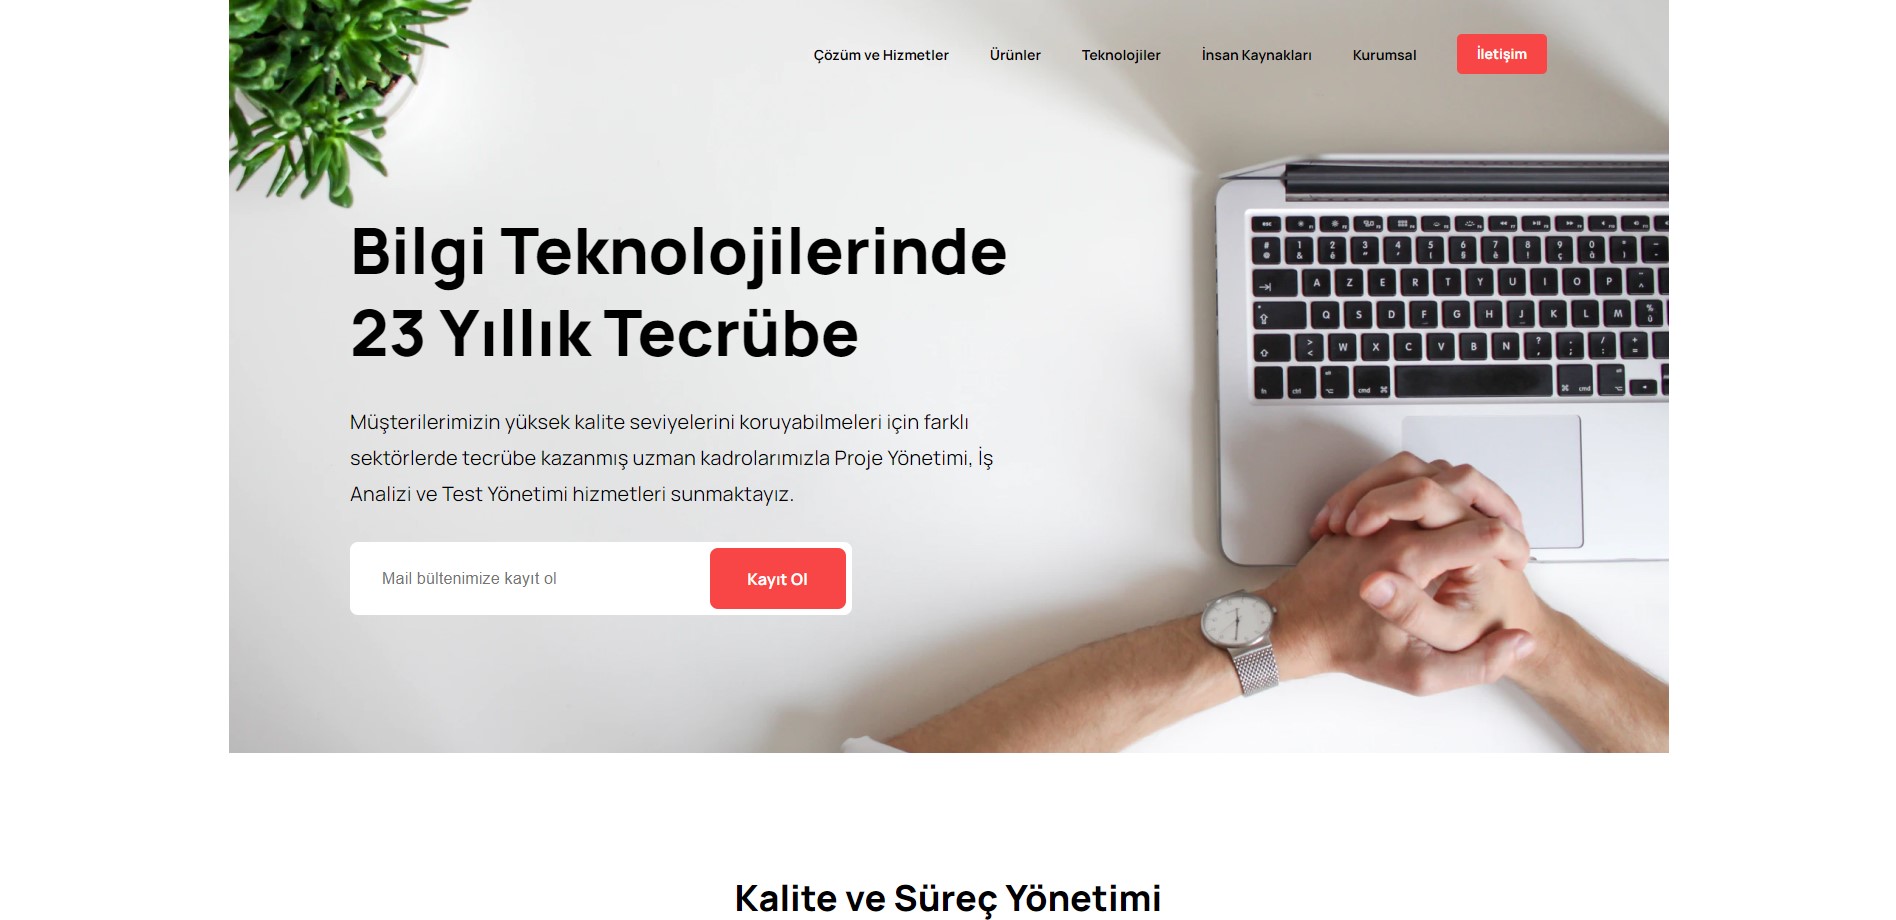 Çözüm ve Hizmetler Ürünler Teknolojiler İnsan Kaynakları Kurumsal İletişim
Bilgi Teknolojilerinde
23 Yıllık Tecrübe
Müşterilerimizin yüksek kalite seviyelerini koruyabilmeleri için farklı
sektörlerde tecrübe kazanmış uzman kadrolarımızla Proje Yönetimi, İş
Analizi ve Test Yönetimi hizmetleri sunmaktayız.
Mail bültenimize kayıt ol Kayıt Ol
Kalite ve Süreç Yönetimi